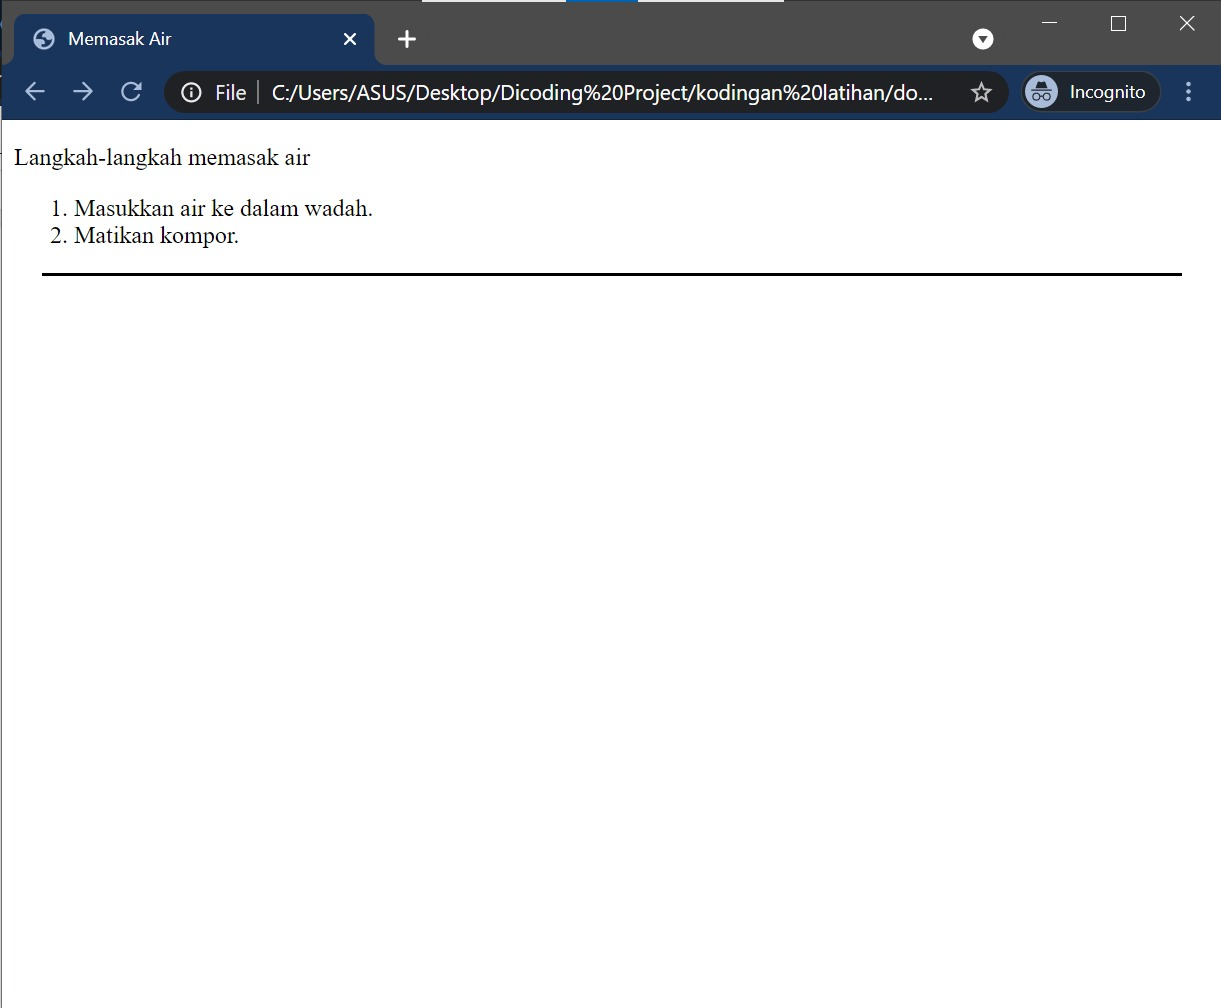 Memasak Air
File
C:/Users/ASUS/Desktop/Dicoding%20Project/kodingan%20latihan/do...
Incognito
Langkah-langkah memasak air
1. Masukkan air ke dalam wadah.
2. Matikan kompor.